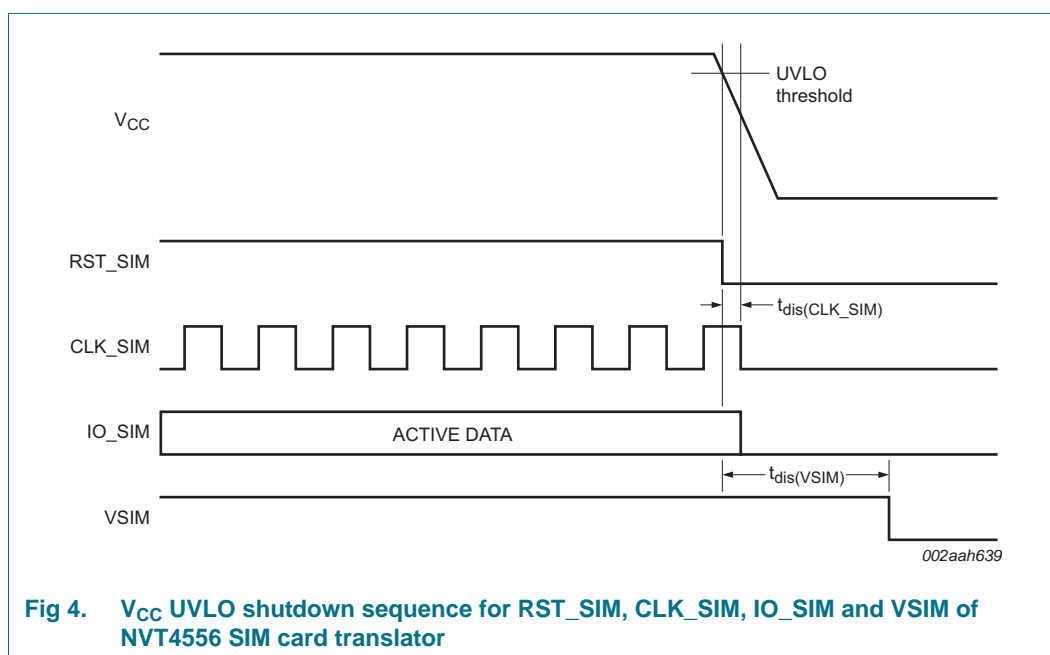 UVLO
threshold
VCC
RST_SIM
tdis(CLK_SIM)
CLK_SIM
IO_SIM
ACTIVE DATA
tdis(VSIM)
VSIM
002aah639
Fig 4. VCC UVLO shutdown sequence for RST_SIM, CLK_SIM, IO_SIM and VSIM of
NVT4556 SIM card translator